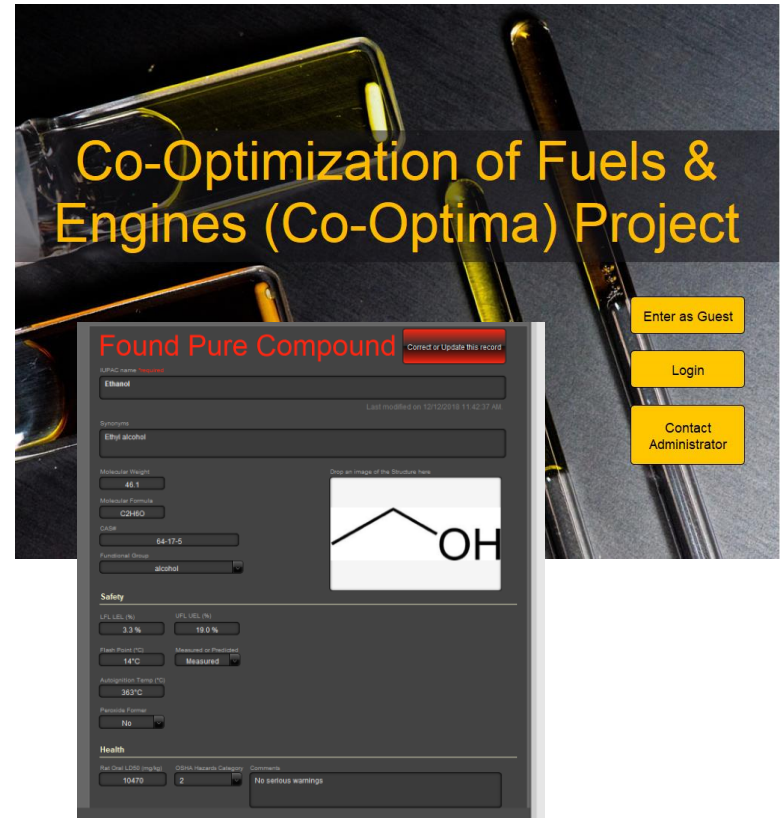 Co-Optimization of Fuels &
Engines (Co-Optima) Project
Enter as Guest
Login
Contact
Administrator
Found Pure Compound
Correct or Update this record
IUPAC name Required
Ethanol
Last modified on 12/12/2018 11:42:37 AM
Synonyms
Ethyl alcohol
Molecular Weight
46.1
Molecular Formula
C2H6O
CAS#
64-17-5
Functional Group
alcohol
Drop an image of the Structure here
OH
Safety
LFL LEL (%) UFL UEL (%)
3.3 % 19.0 %
Flash Point (°C) Measured or Predicted
14°C Measured
Autoignition Temp (°C)
363°C
Peroxide Former
No
Health
Rat Oral LD50 (mg/kg) OSHA Hazards Category Comments
10470 2 No serious warnings